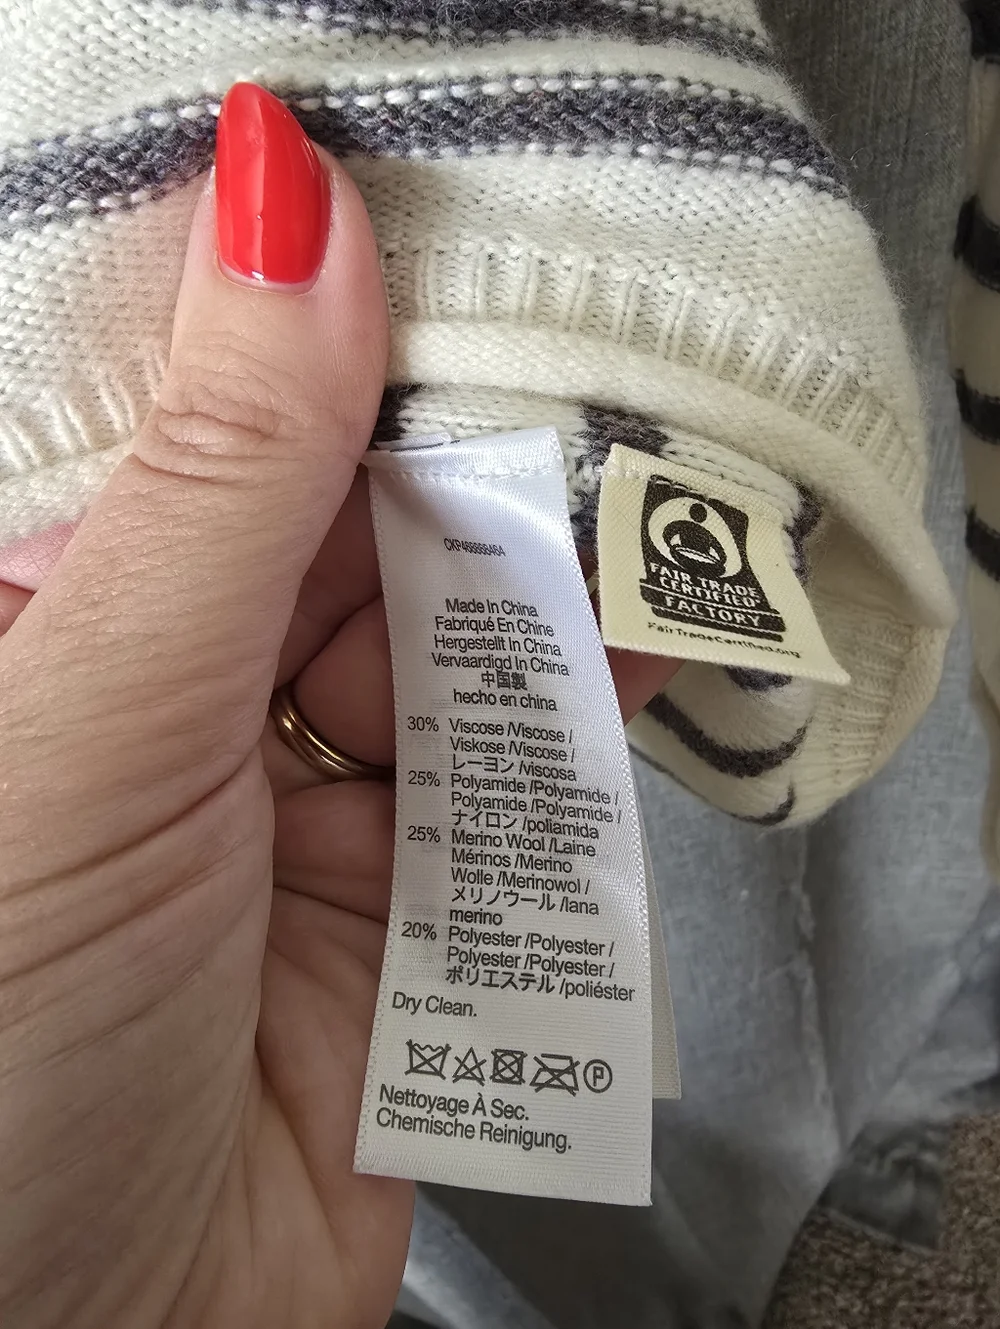 Made In China
Fabriqué En Chine
Hergestellt In China
Vervaardigd In China
中国製
hecho en china
30% Viscose /Viscose /
Viskose /Viscose /
レーヨン /viscosa
25% Polyamide /Polyamide /
Polyamide /Polyamide /
ナイロン /poliamida
25% Merino Wool /Laine
Mérinos /Merino
Wolle /Merinowol /
メリノウール /lana
merino
20% Polyester /Polyester /
Polyester /Polyester /
ポリエステル /poliéster
Dry Clean.
P
Nettoyage À Sec.
Chemische Reinigung.
FAIR TRADE
CERTIFIED
FACTORY
FairTradeCertified.org